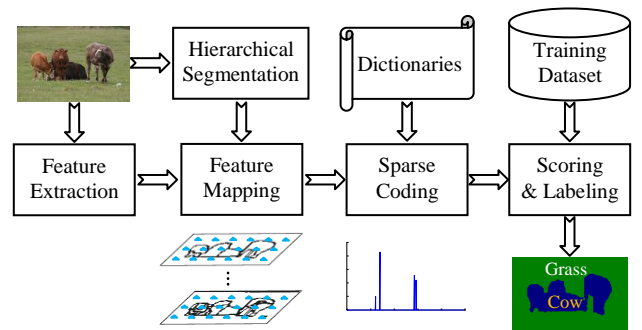 Hierarchical
Segmentation
Dictionaries
Training
Dataset
Feature
Extraction
Feature
Mapping
Sparse
Coding
Scoring
& Labeling
Grass
Cow